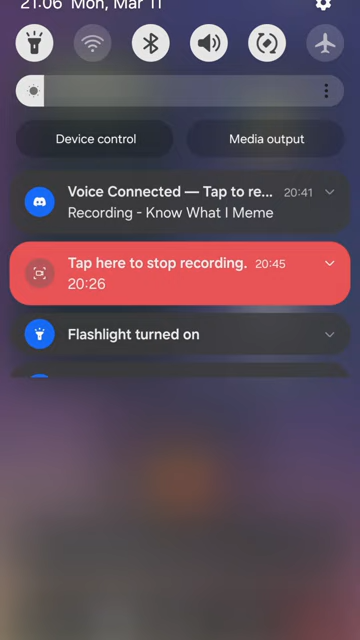 21:06 Mon, Mar 11
Device control
Media output
Voice Connected — Tap to re... 20:41
Recording - Know What I Meme
Tap here to stop recording. 20:45
20:26
Flashlight turned on